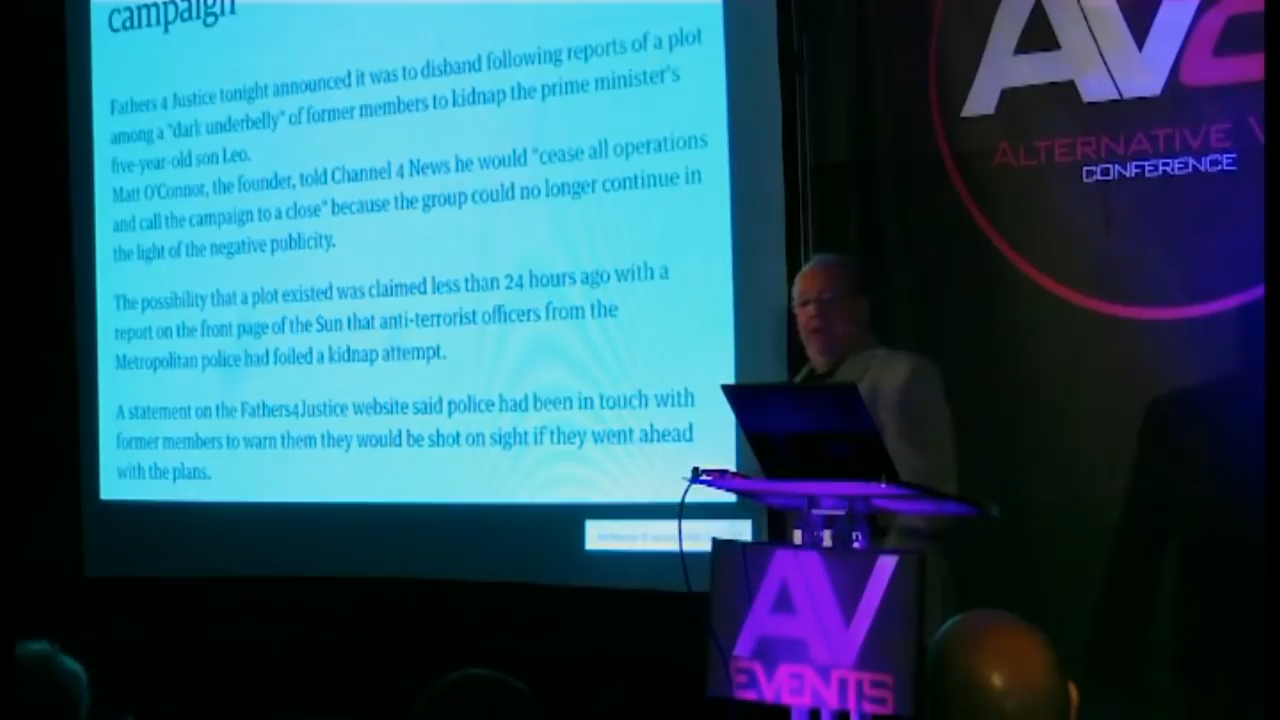 campaign
Fathers 4 Justice tonight announced it was to disband following reports of a plot
among a "dark underbelly" of former members to kidnap the prime minister's
five-year-old son Leo.
Matt O'Connor, the founder, told Channel 4 News he would "cease all operations
and call the campaign to a close" because the group could no longer continue in
the light of the negative publicity.
The possibility that a plot existed was claimed less than 24 hours ago with a
report on the front page of the Sun that anti-terrorist officers from the
Metropolitan police had foiled a kidnap attempt.
A statement on the Fathers4Justice website said police had been in touch with
former members to warn them they would be shot on sight if they went ahead
with the plans.
AV
ALTERNATIVE V
CONFERENCE
AV
EVENTS